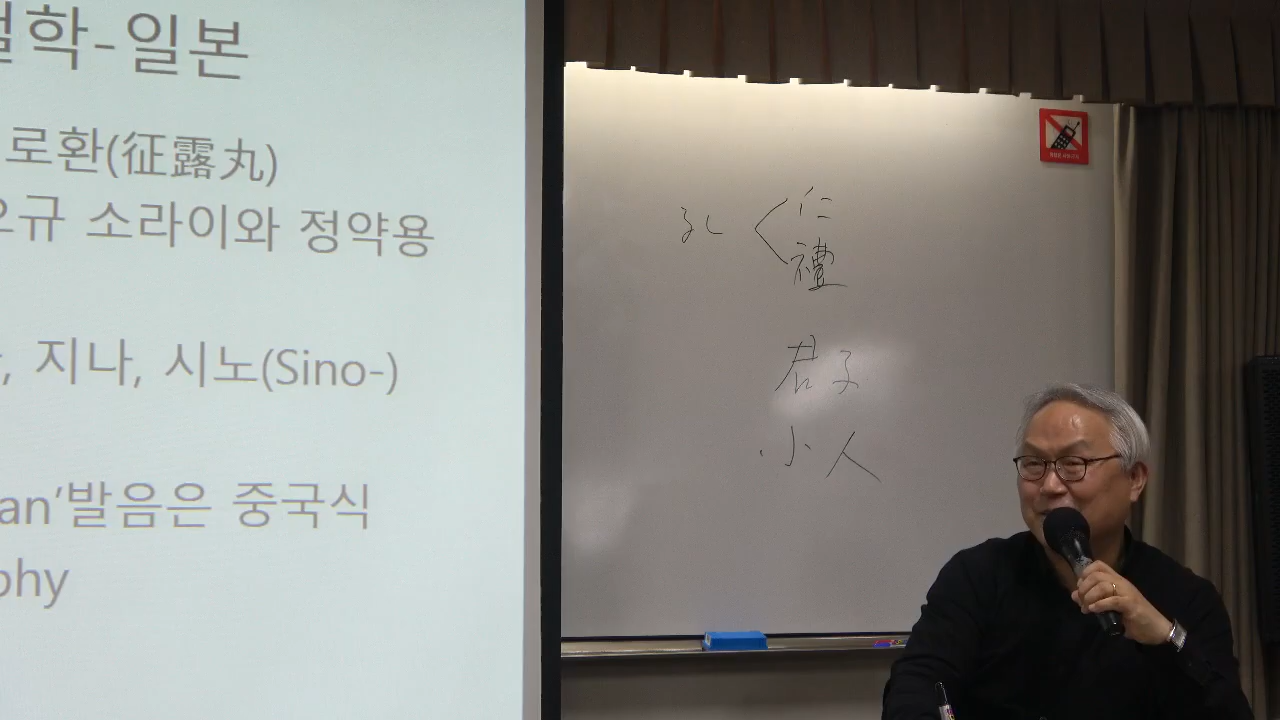 철학-일본
로환(征露丸)
오규 소라이와 정약용
, 지나, 시노(Sino-)
an'발음은 중국식
phy
孔 仁
禮
君子
小人